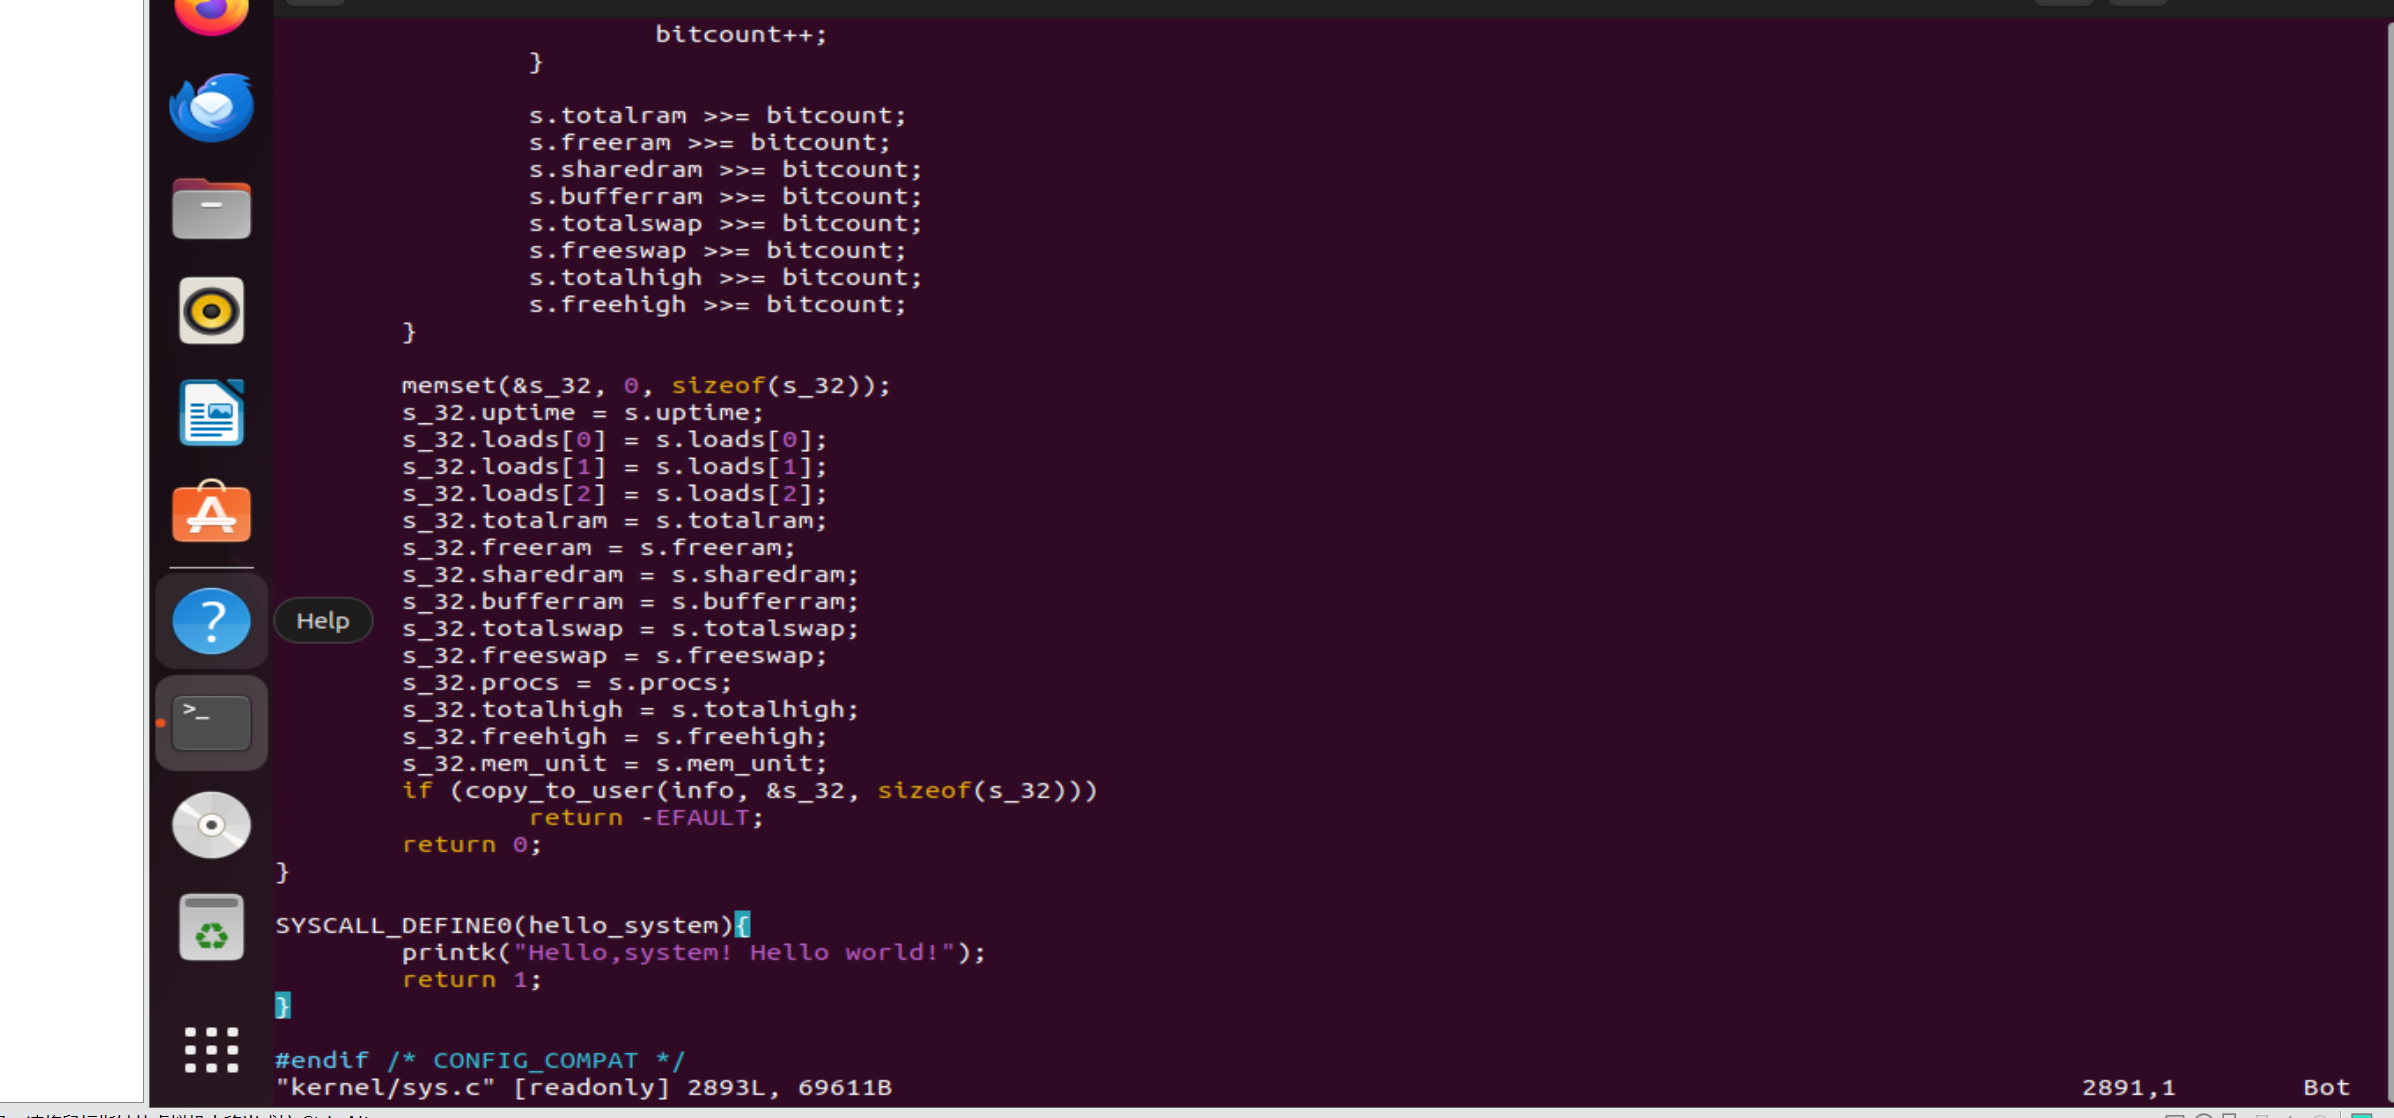 bitcount++;
}
s.totalram >>= bitcount;
s.freeram >>= bitcount;
s.sharedram >>= bitcount;
s.bufferram >>= bitcount;
s.totalswap >>= bitcount;
s.freeswap >>= bitcount;
s.totalhigh >>= bitcount;
s.freehigh >>= bitcount;
}
memset(&s_32, 0, sizeof(s_32));
s_32.uptime = s.uptime;
s_32.loads[0] = s.loads[0];
s_32.loads[1] = s.loads[1];
s_32.loads[2] = s.loads[2];
s_32.totalram = s.totalram;
s_32.freeram = s.freeram;
s_32.sharedram = s.sharedram;
s_32.bufferram = s.bufferram;
Help
s_32.totalswap = s.totalswap;
s_32.freeswap = s.freeswap;
s_32.procs = s.procs;
s_32.totalhigh = s.totalhigh;
s_32.freehigh = s.freehigh;
s_32.mem_unit = s.mem_unit;
if (copy_to_user(info, &s_32, sizeof(s_32)))
return -EFAULT;
return 0;
}
SYSCALL_DEFINE0(hello_system){
printk("Hello,system! Hello world!");
return 1;
}
#endif /* CONFIG_COMPAT */
"kernel/sys.c" [readonly] 2893L, 69611B 2891,1 Bot